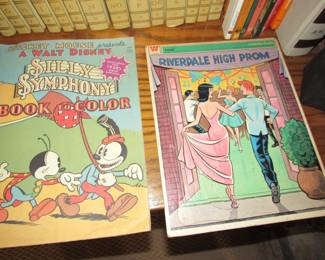 MICKEY MOUSE presents
A WALT DISNEY
SILLY
SYMPHONY
BOOK to COLOR
RIVERDALE HIGH PROM